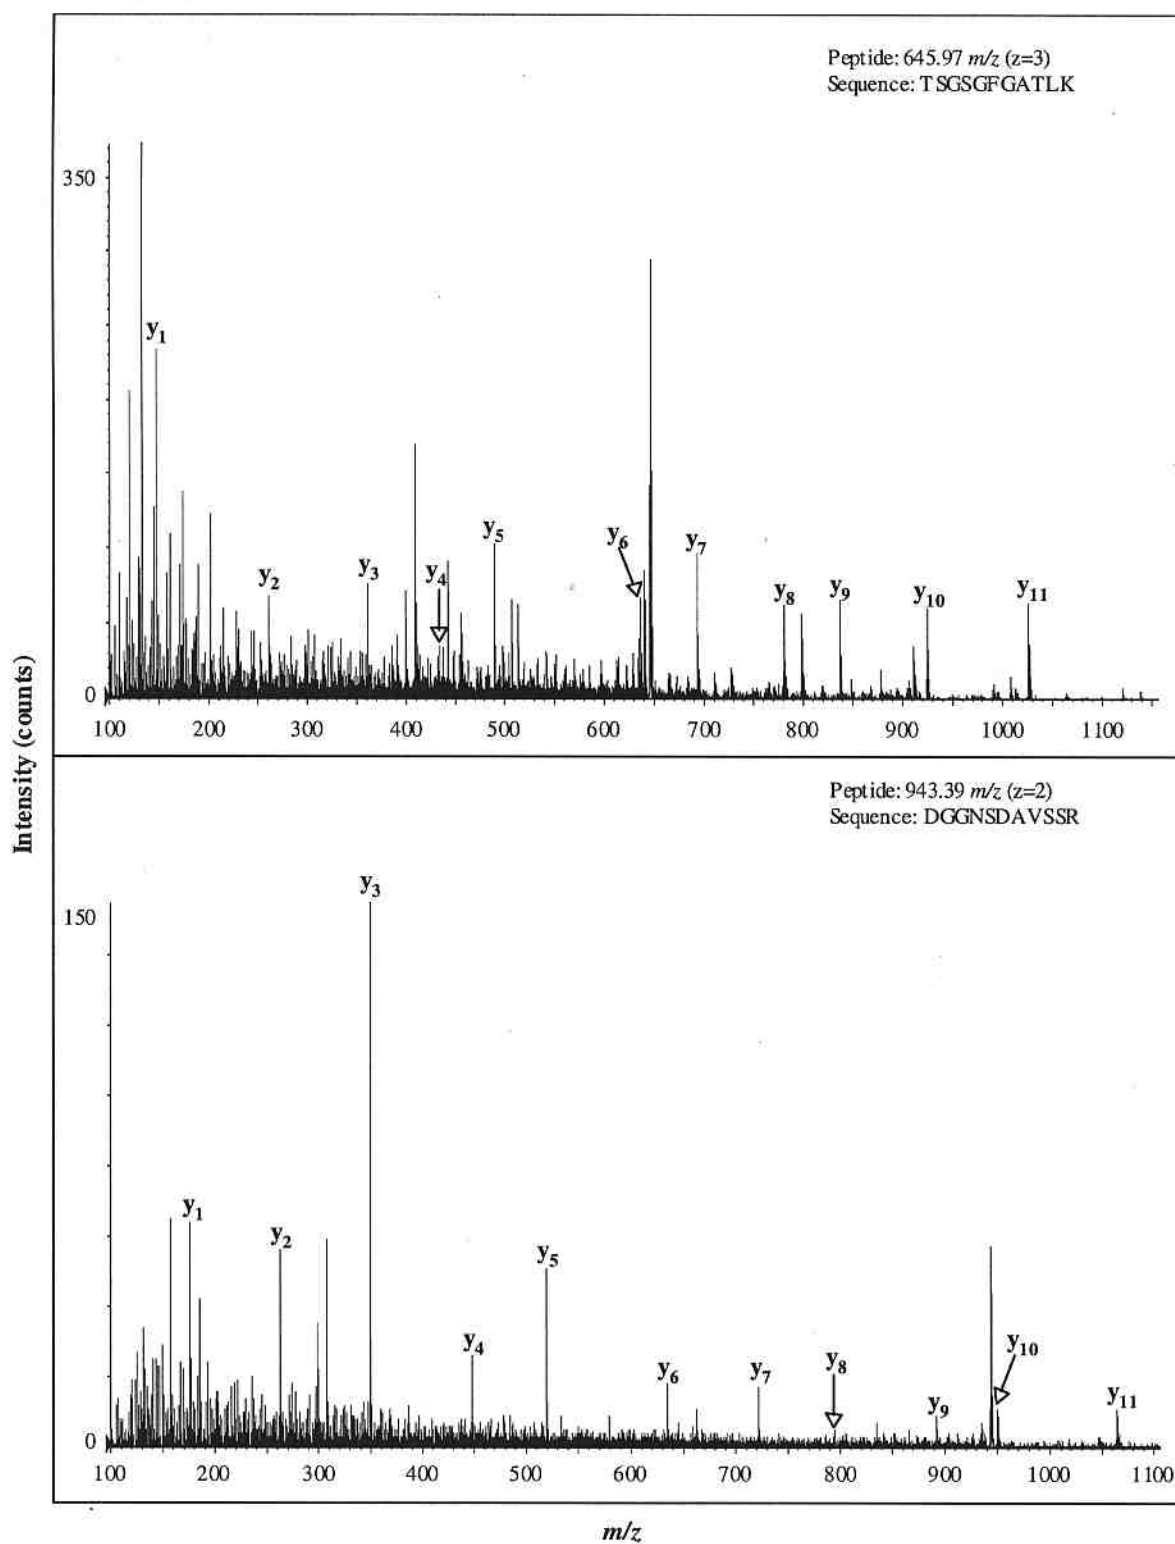 Peptide: 645.97 m/z (z=3)
Sequence: TSGSGFGATLK
350
y1
y2
y3
y4
y5
y6
y7
y8
y9
y10
y11
0
100 200 300 400 500 600 700 800 900 1000 1100
Intensity (counts)
Peptide: 943.39 m/z (z=2)
Sequence: DGGNSDAVSSR
150
y3
y1
y2
y5
y4
y6
y7
y8
y9
y10
y11
0
100 200 300 400 500 600 700 800 900 1000 1100
m/z